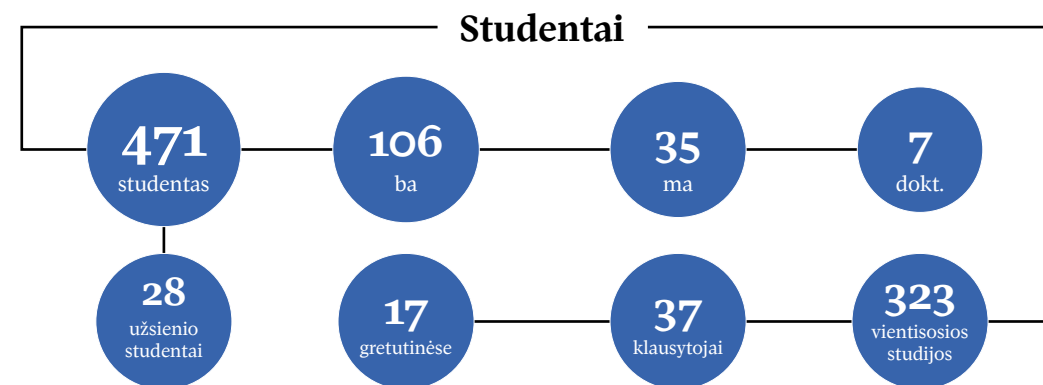 Studentai
471
studentas
106
ba
35
ma
7
dokt.
28
užsienio
studentai
17
gretutinėse
37
klausytojai
323
vientisosios
studijos